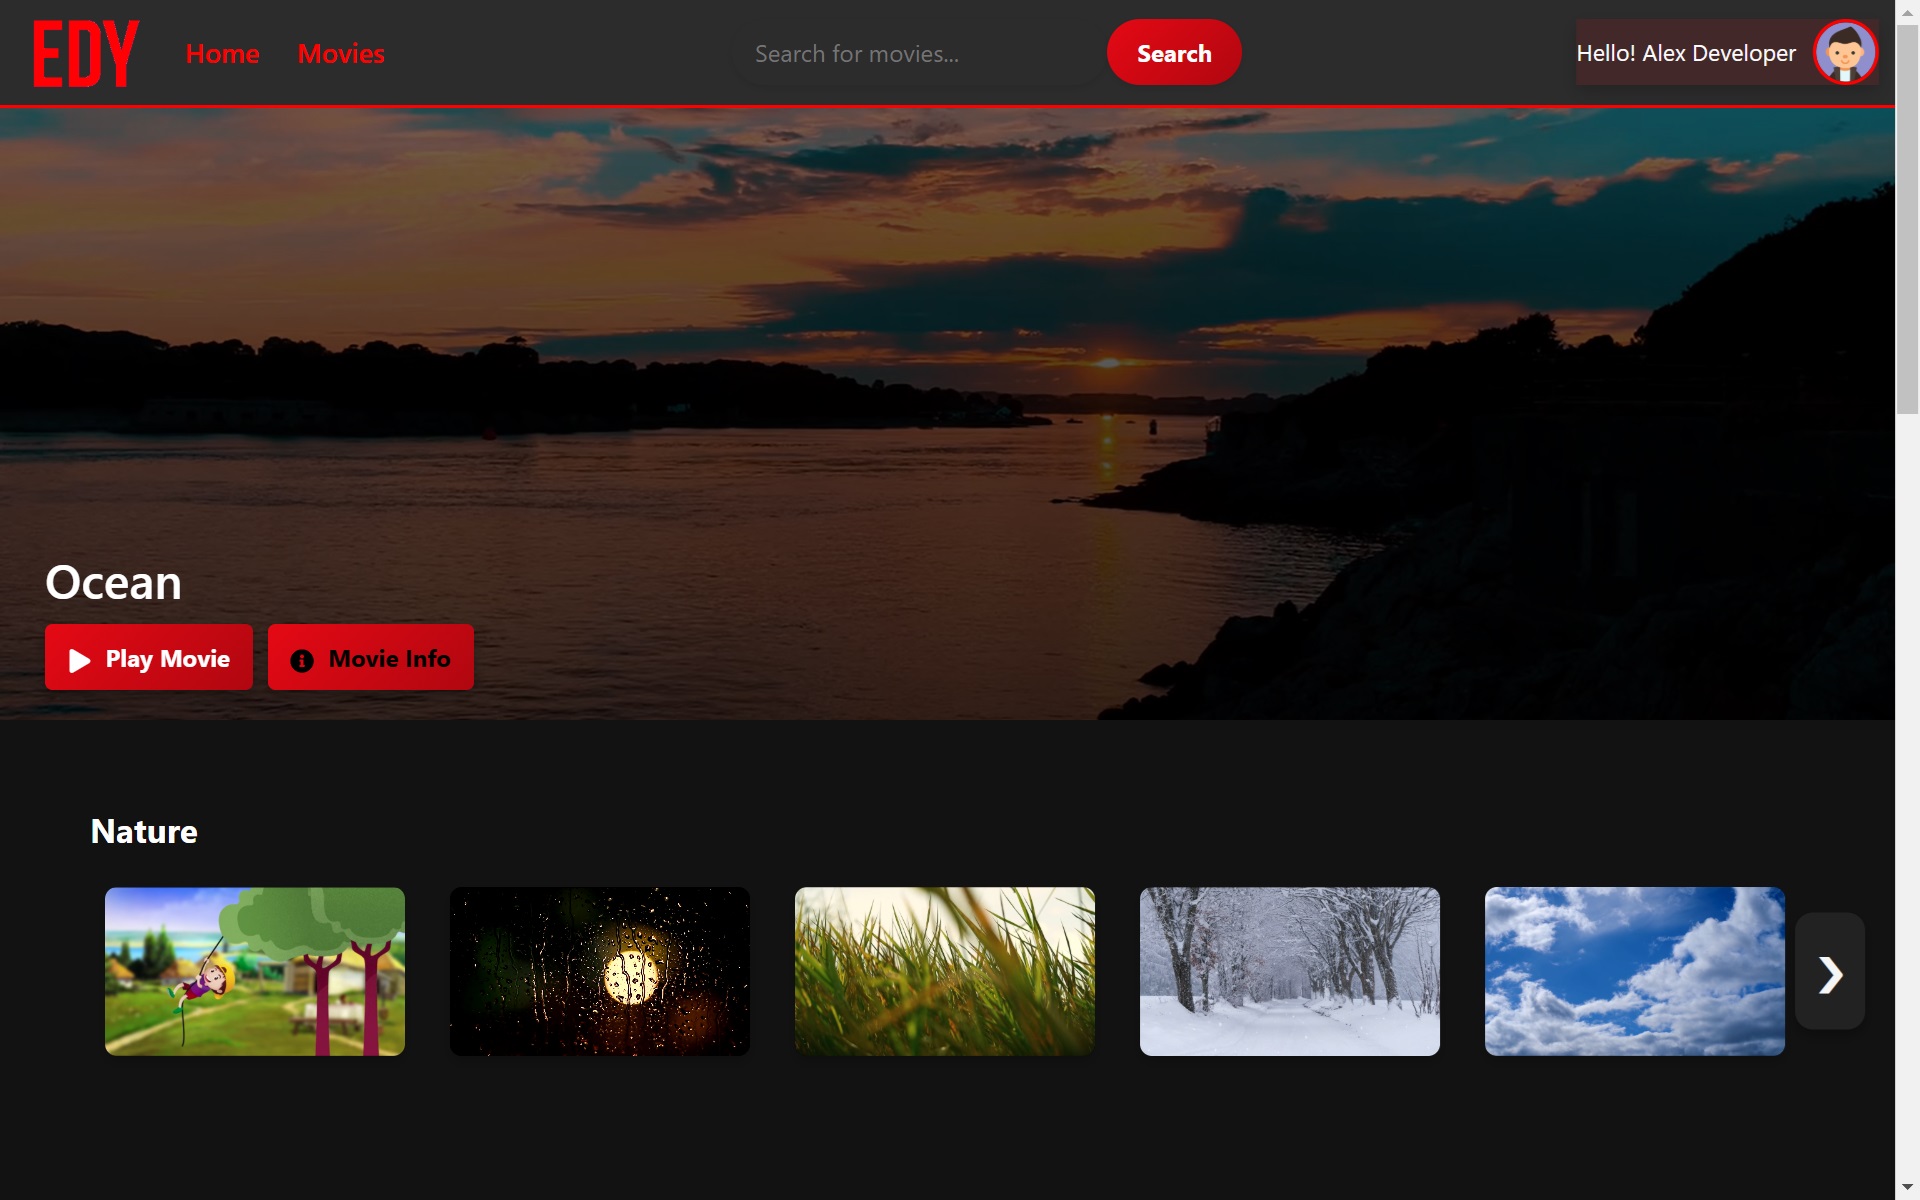 EDY
Home
Movies
Search for movies...
Search
Hello! Alex Developer
Ocean
Play Movie
Movie Info
Nature